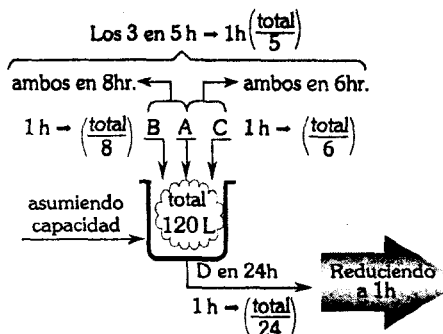 Los 3 en 5 h → 1h (total/5)
ambos en 8hr. ambos en 6hr.
1 h → (total/8) B A C 1 h → (total/6)
asumiendo
capacidad
total
120 L
D en 24h
1 h → (total/24)
Reduciendo
a 1h